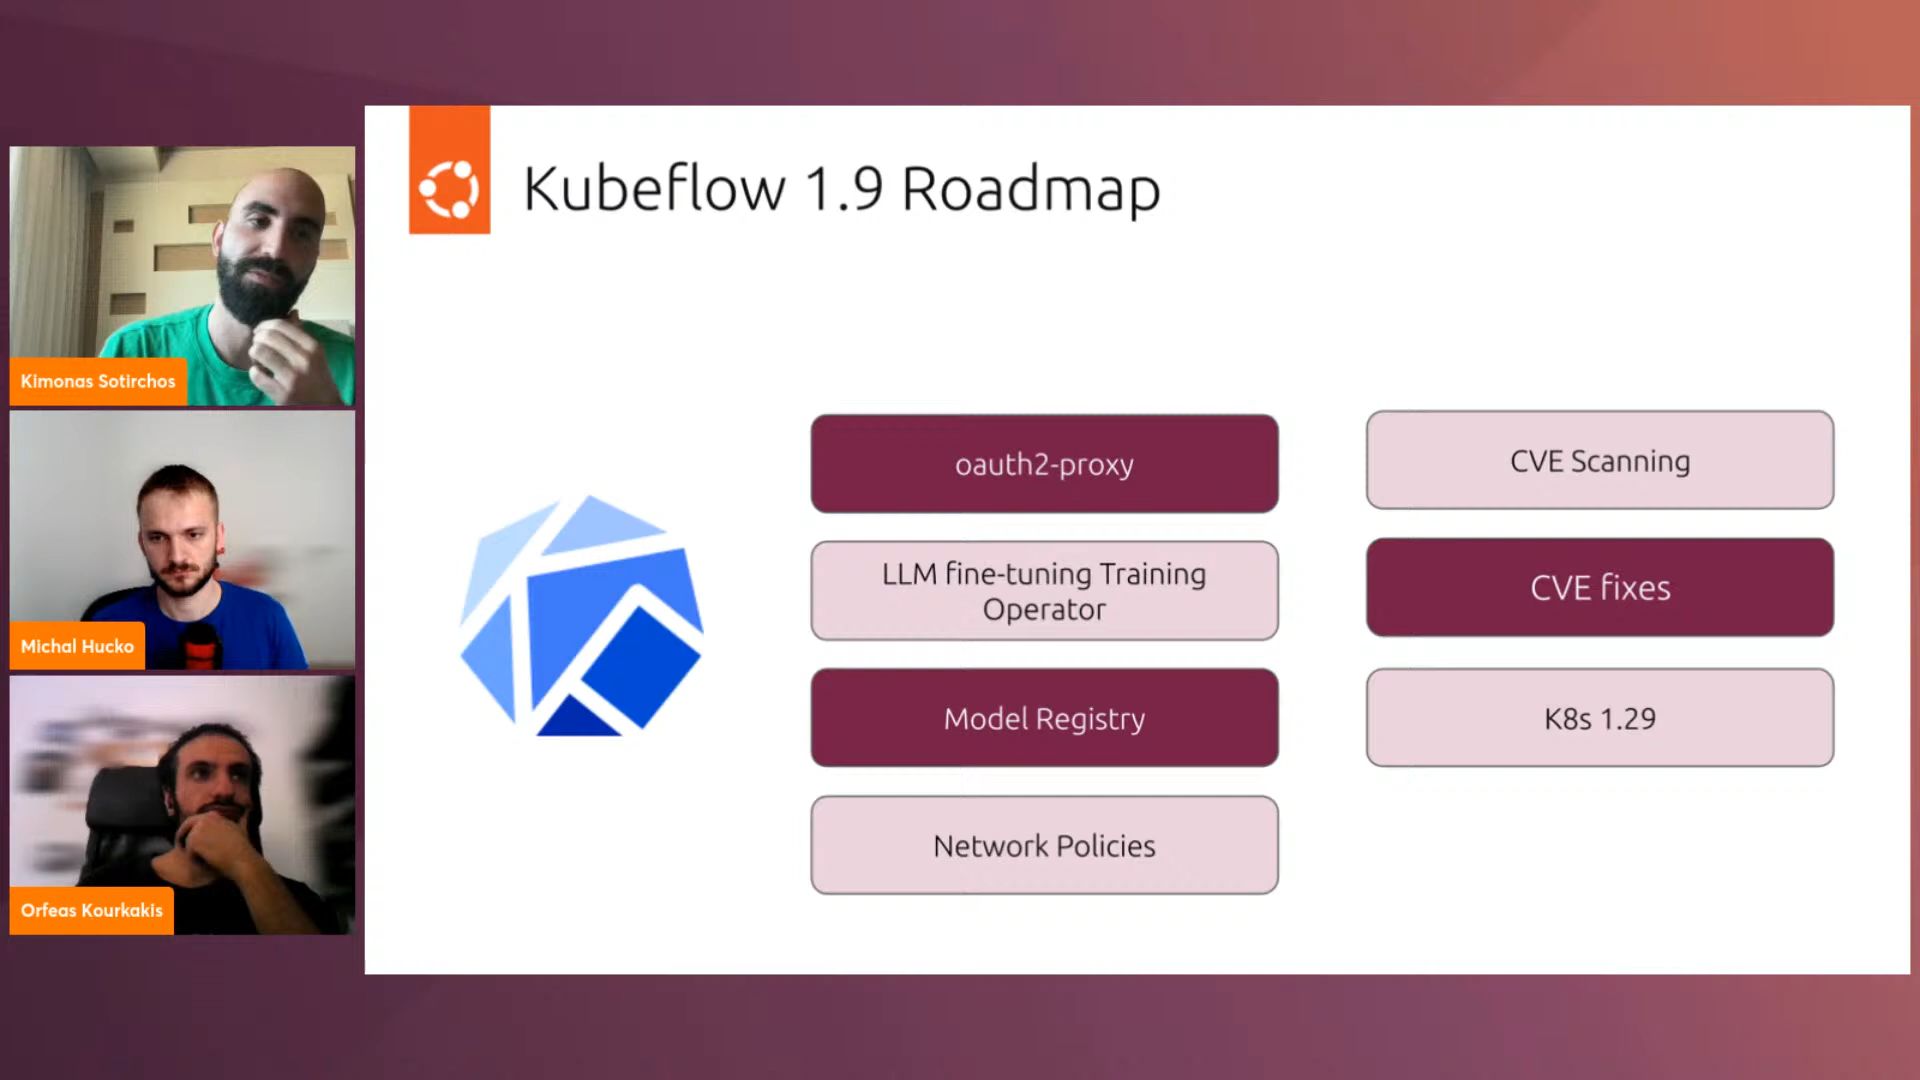 Kubeflow 1.9 Roadmap
Kimonas Sotirchos
Michal Hucko
Orfeas Kourkakis
oauth2-proxy
LLM fine-tuning Training
Operator
Model Registry
Network Policies
CVE Scanning
CVE fixes
K8s 1.29